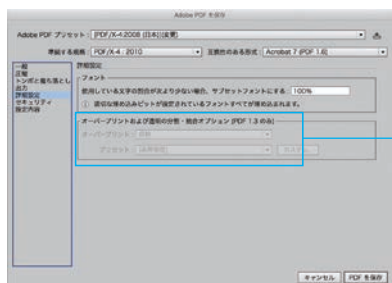 Adobe PDF を保存
Adobe PDF プリセット: [PDF/X-4:2008 (日本)](変更)
準拠する規格: PDF/X-4 : 2010 互換性のある形式: Acrobat 7 (PDF 1.6)
一般
圧縮
トンボと裁ち落とし
出力
詳細設定
セキュリティ
設定内容
詳細設定
フォント
使用している文字の割合が次より少ない場合、サブセットフォントにする: 100%
適切な埋め込みビットが設定されているフォントすべてが埋め込まれます。
オーバープリントおよび透明の分割・統合オプション (PDF 1.3 のみ)
オーバープリント:
プリセット:
キャンセル PDF を保存